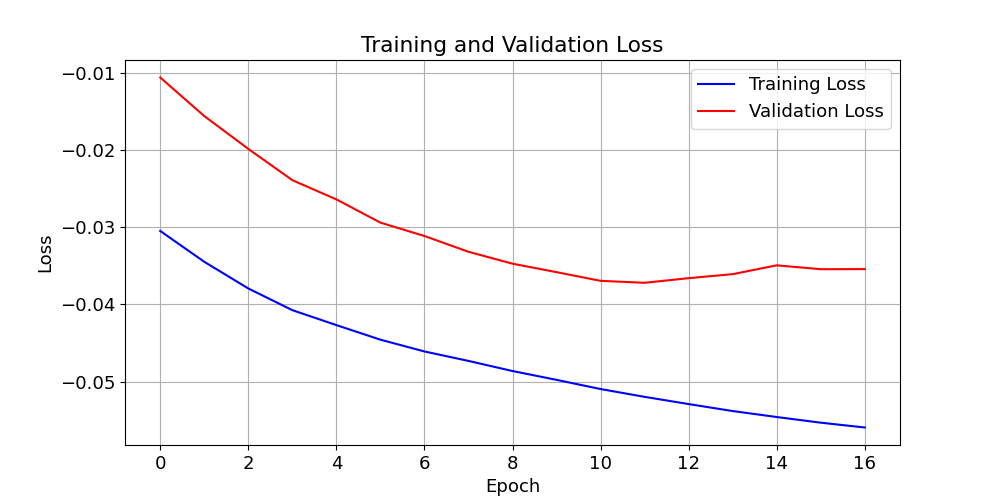 Training and Validation Loss
Training Loss
Validation Loss
Loss
−0.01
−0.02
−0.03
−0.04
−0.05
0 2 4 6 8 10 12 14 16
Epoch